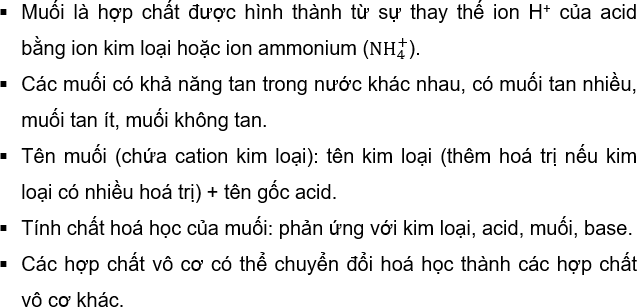 ▪ Muối là hợp chất được hình thành từ sự thay thế ion H⁺ của acid
bằng ion kim loại hoặc ion ammonium (NH₄⁺).
▪ Các muối có khả năng tan trong nước khác nhau, có muối tan nhiều,
muối tan ít, muối không tan.
▪ Tên muối (chứa cation kim loại): tên kim loại (thêm hoá trị nếu kim
loại có nhiều hoá trị) + tên gốc acid.
▪ Tính chất hoá học của muối: phản ứng với kim loại, acid, muối, base.
▪ Các hợp chất vô cơ có thể chuyển đổi hoá học thành các hợp chất
vô cơ khác.